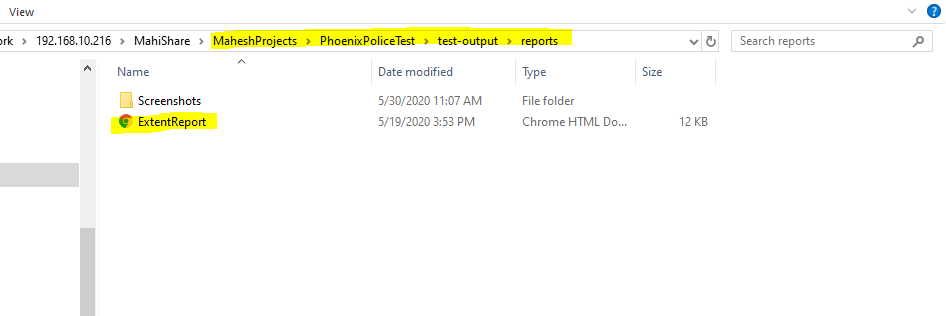 View
ork > 192.168.10.216 > MahiShare > MaheshProjects > PhoenixPoliceTest > test-output > reports Search reports
Name Date modified Type Size
Screenshots 5/30/2020 11:07 AM File folder
ExtentReport 5/19/2020 3:53 PM Chrome HTML Do... 12 KB